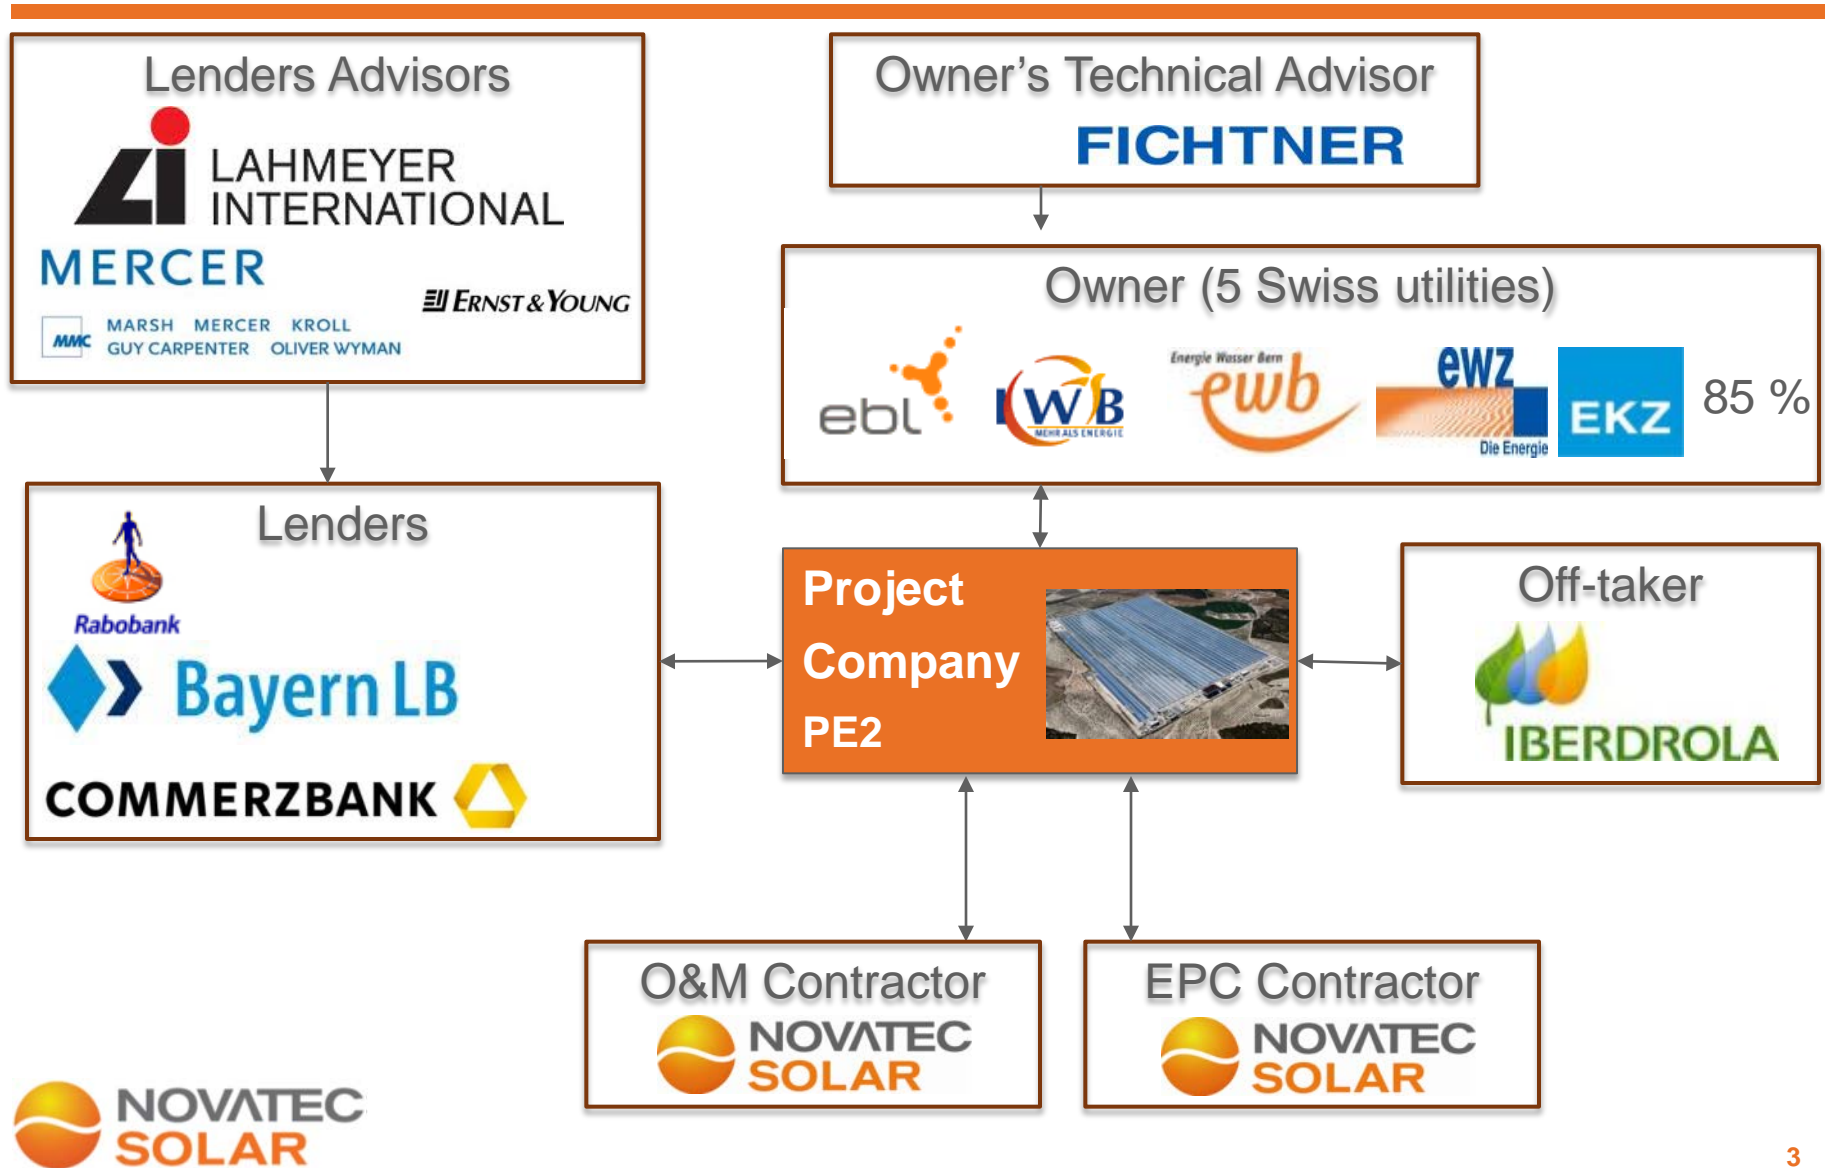 Lenders Advisors
LAHMEYER
INTERNATIONAL
MERCER
ERNST & YOUNG
MMC
MARSH MERCER KROLL
GUY CARPENTER OLIVER WYMAN
Owner's Technical Advisor
FICHTNER
Owner (5 Swiss utilities)
ebl
IWB
MEHR ALS ENERGIE
Energie Wasser Bern
ewb
ewz
Die Energie
EKZ
85 %
Lenders
Rabobank
Bayern LB
COMMERZBANK
Project
Company
PE2
Off-taker
IBERDROLA
O&M Contractor
NOVATEC
SOLAR
EPC Contractor
NOVATEC
SOLAR
NOVATEC
SOLAR
3